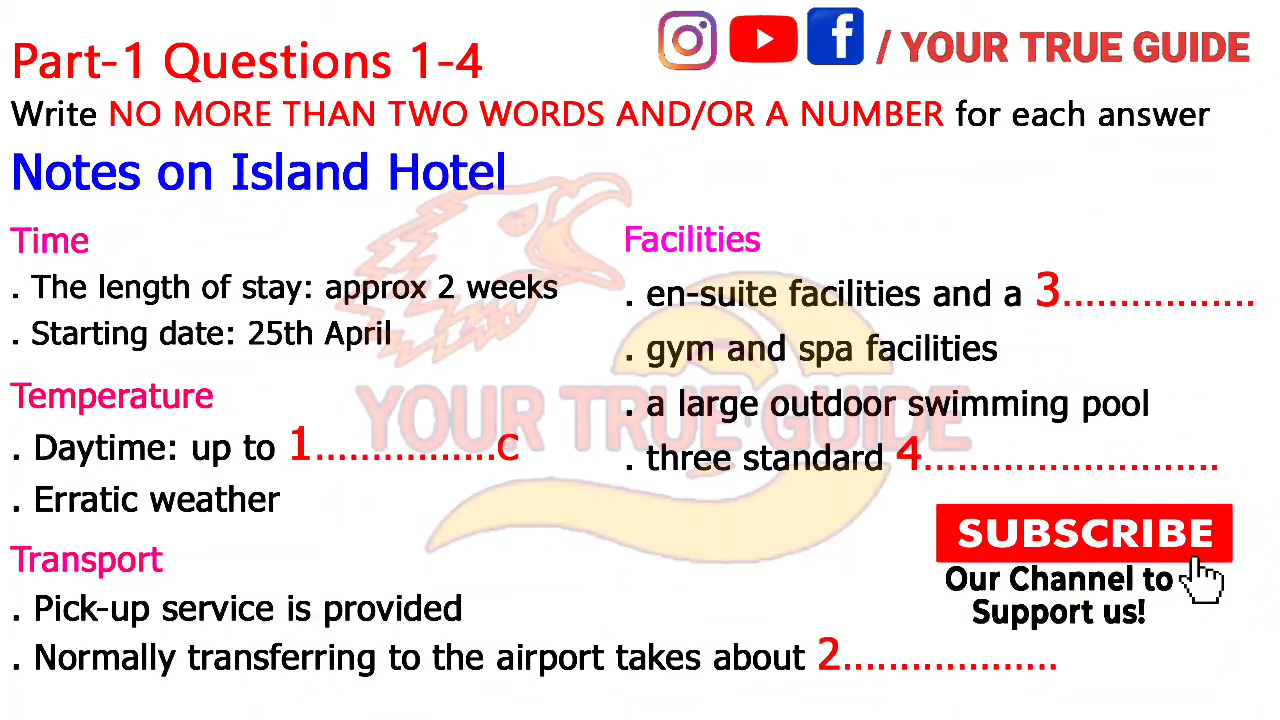 / YOUR TRUE GUIDE
Part-1 Questions 1-4
Write NO MORE THAN TWO WORDS AND/OR A NUMBER for each answer
Notes on Island Hotel
Time
. The length of stay: approx 2 weeks
. Starting date: 25th April
Temperature
. Daytime: up to 1................C
. Erratic weather
Transport
. Pick-up service is provided
. Normally transferring to the airport takes about 2...................
Facilities
. en-suite facilities and a 3.................
. gym and spa facilities
. a large outdoor swimming pool
. three standard 4..........................
YOUR TRUE GUIDE
SUBSCRIBE
Our Channel to
Support us!